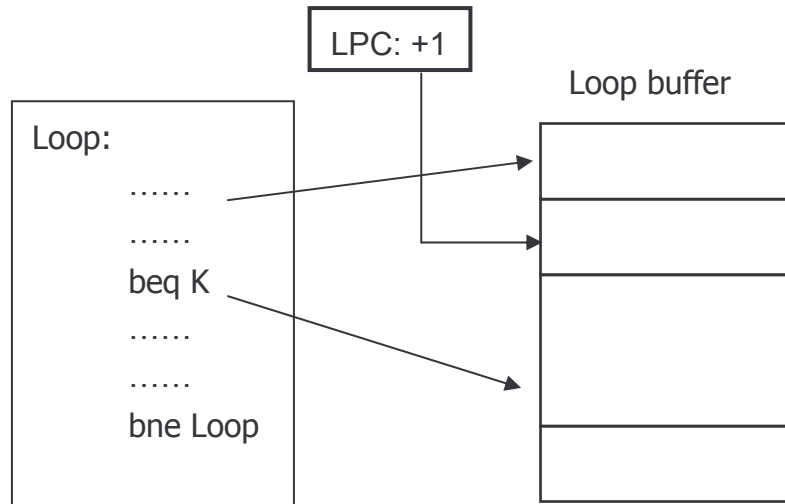 LPC: +1
Loop buffer
Loop:
......
......
beq K
......
......
bne Loop